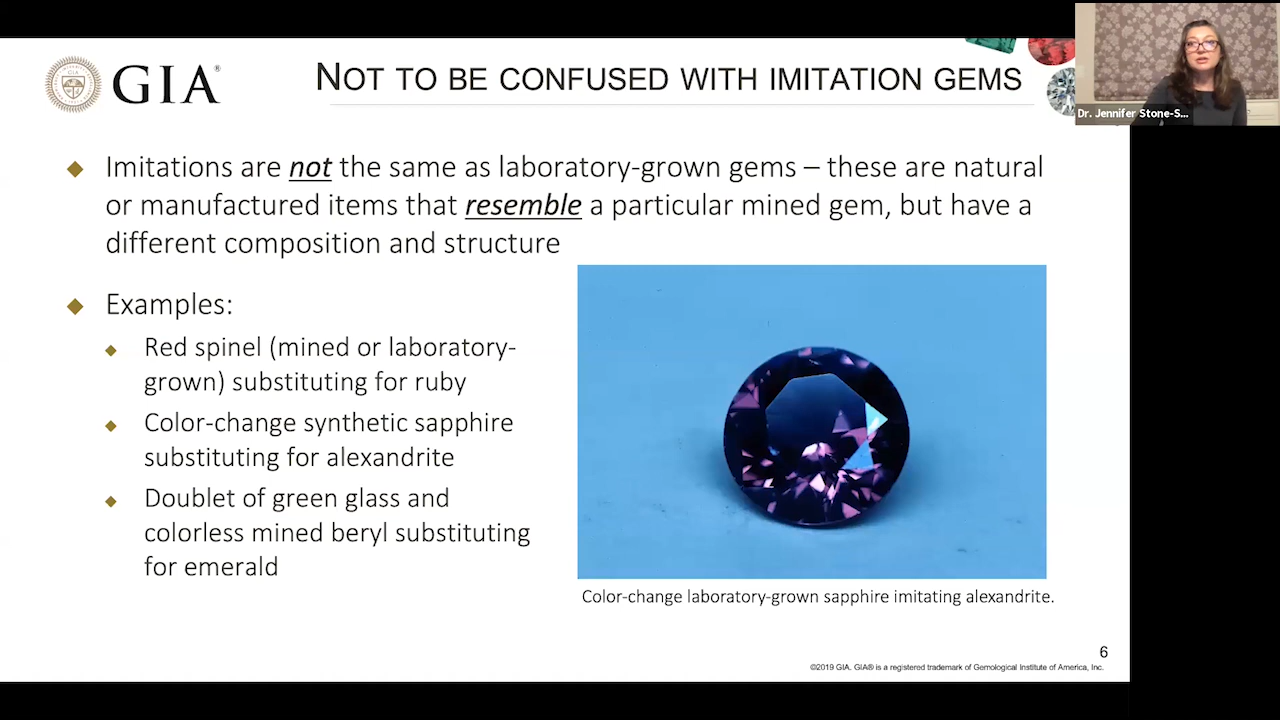 GIA®
NOT TO BE CONFUSED WITH IMITATION GEMS
Dr. Jennifer Stone-S...
Imitations are not the same as laboratory-grown gems – these are natural
or manufactured items that resemble a particular mined gem, but have a
different composition and structure
Examples:
Red spinel (mined or laboratory-
grown) substituting for ruby
Color-change synthetic sapphire
substituting for alexandrite
Doublet of green glass and
colorless mined beryl substituting
for emerald
Color-change laboratory-grown sapphire imitating alexandrite.
6
©2019 GIA. GIA® is a registered trademark of Gemological Institute of America, Inc.